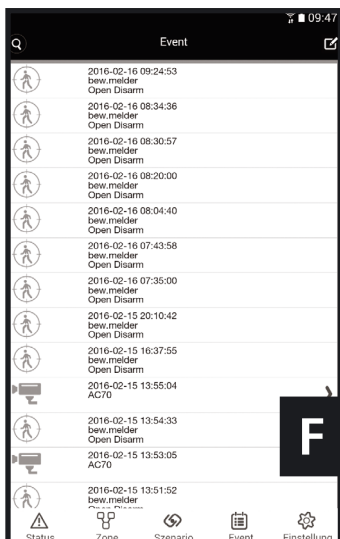 09:47
Event
2016-02-16 09:24:53
bew.melder
Open Disarm
2016-02-16 08:34:36
bew.melder
Open Disarm
2016-02-16 08:30:57
bew.melder
Open Disarm
2016-02-16 08:20:00
bew.melder
Open Disarm
2016-02-16 08:04:40
bew.melder
Open Disarm
2016-02-16 07:43:58
bew.melder
Open Disarm
2016-02-16 07:35:00
bew.melder
Open Disarm
2016-02-15 20:10:42
bew.melder
Open Disarm
2016-02-15 16:37:55
bew.melder
Open Disarm
2016-02-15 13:55:04
AC70
2016-02-15 13:54:33
bew.melder
Open Disarm
2016-02-15 13:53:05
AC70
2016-02-15 13:51:52
bew.melder
Open Disarm
F
Status Zone Szenario Event Einstellung